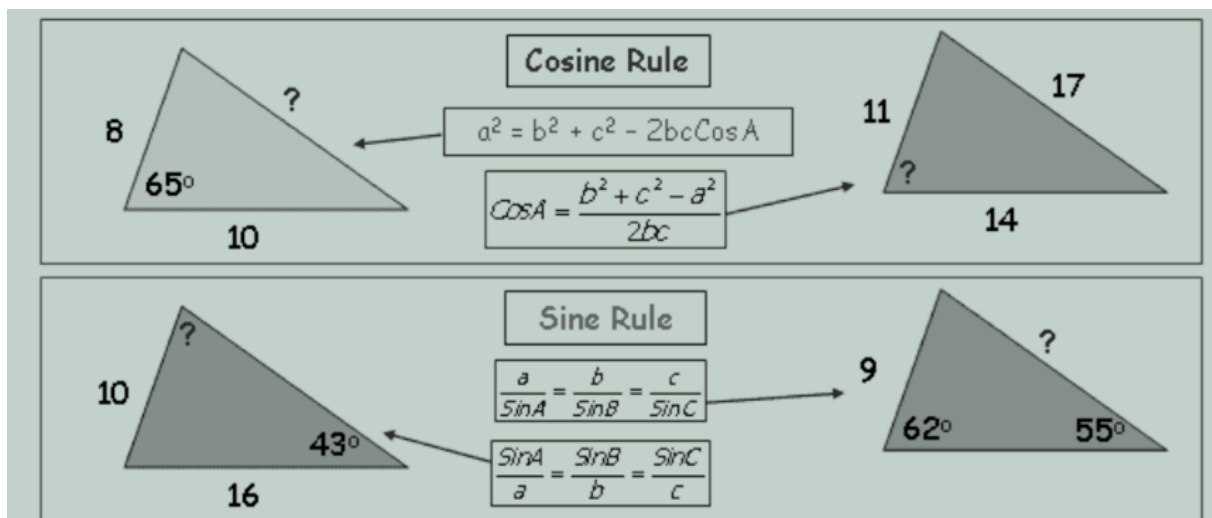 Cosine Rule
8
?
65°
10
a² = b² + c² - 2bcCosA
CosA = (b² + c² - a²) / 2bc
11
17
?
14
Sine Rule
?
10
43°
16
a/SinA = b/SinB = c/SinC
SinA/a = SinB/b = SinC/c
9
?
62°
55°